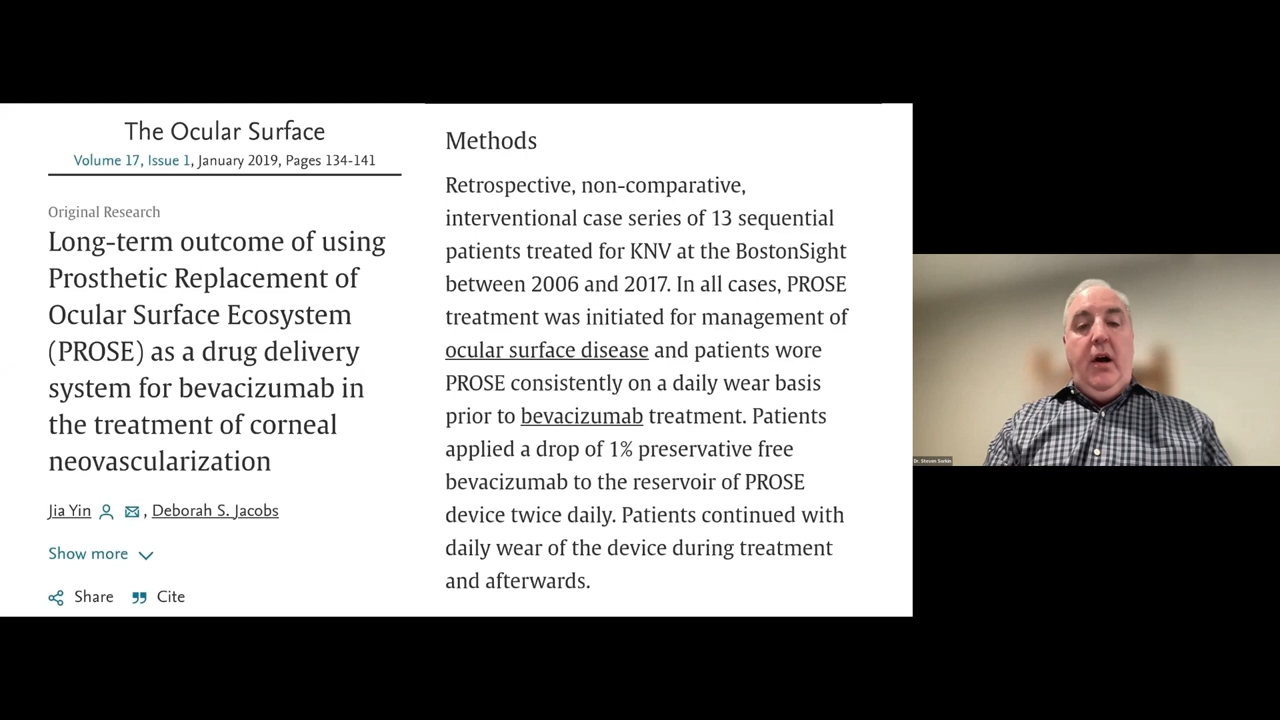 The Ocular Surface
Volume 17, Issue 1, January 2019, Pages 134-141
Original Research
Long-term outcome of using
Prosthetic Replacement of
Ocular Surface Ecosystem
(PROSE) as a drug delivery
system for bevacizumab in
the treatment of corneal
neovascularization
Jia Yin , Deborah S. Jacobs
Show more
Share Cite
Methods
Retrospective, non-comparative,
interventional case series of 13 sequential
patients treated for KNV at the BostonSight
between 2006 and 2017. In all cases, PROSE
treatment was initiated for management of
ocular surface disease and patients wore
PROSE consistently on a daily wear basis
prior to bevacizumab treatment. Patients
applied a drop of 1% preservative free
bevacizumab to the reservoir of PROSE
device twice daily. Patients continued with
daily wear of the device during treatment
and afterwards.
Dr. Steven Sorkin